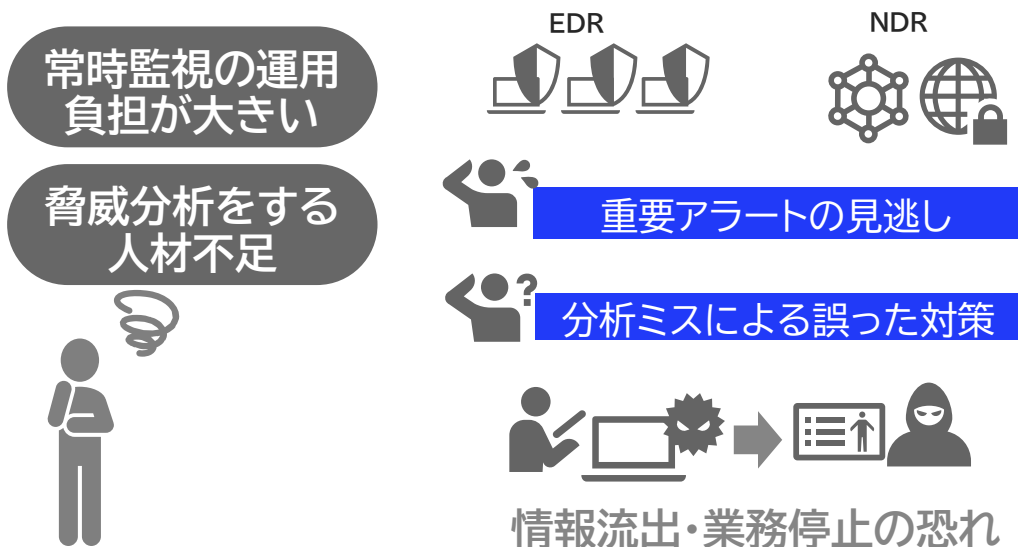 常時監視の運用
負担が大きい
脅威分析をする
人材不足
EDR
NDR
重要アラートの見逃し
?
分析ミスによる誤った対策
情報流出・業務停止の恐れ